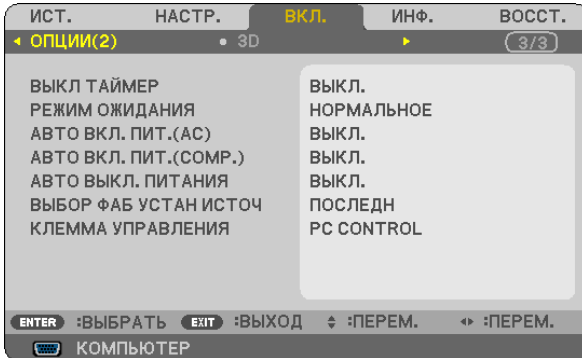 ИСТ. НАСТР. ВКЛ. ИНФ. ВОССТ.
ОПЦИИ(2) 3D 3/3
ВЫКЛ ТАЙМЕР ВЫКЛ.
РЕЖИМ ОЖИДАНИЯ НОРМАЛЬНОЕ
АВТО ВКЛ. ПИТ.(AC) ВЫКЛ.
АВТО ВКЛ. ПИТ.(COMP.) ВЫКЛ.
АВТО ВЫКЛ. ПИТАНИЯ ВЫКЛ.
ВЫБОР ФАБ УСТАН ИСТОЧ ПОСЛЕДН
КЛЕММА УПРАВЛЕНИЯ PC CONTROL
ENTER :ВЫБРАТЬ EXIT :ВЫХОД :ПЕРЕМ. :ПЕРЕМ.
КОМПЬЮТЕР